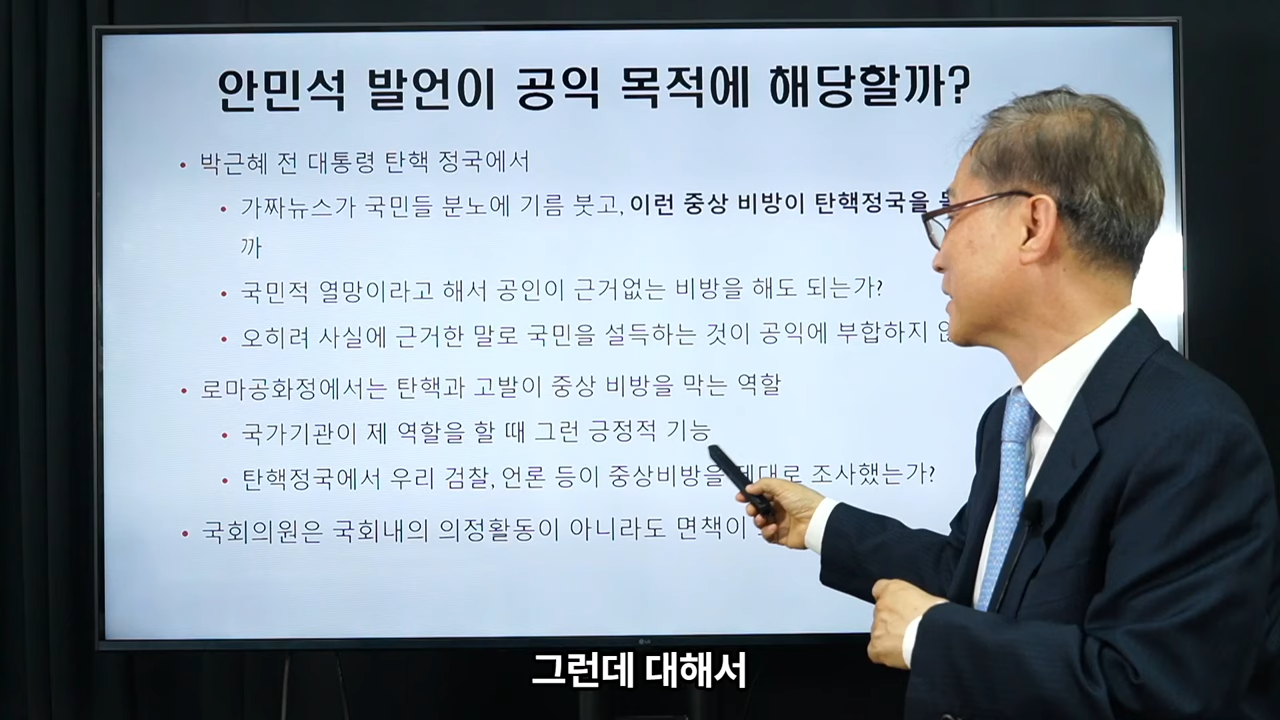 안민석 발언이 공익 목적에 해당할까?
• 박근혜 전 대통령 탄핵 정국에서
• 가짜뉴스가 국민들 분노에 기름 붓고, 이런 중상 비방이 탄핵정국을
까
• 국민적 열망이라고 해서 공인이 근거없는 비방을 해도 되는가?
• 오히려 사실에 근거한 말로 국민을 설득하는 것이 공익에 부합하지
• 로마공화정에서는 탄핵과 고발이 중상 비방을 막는 역할
• 국가기관이 제 역할을 할 때 그런 긍정적 기능
• 탄핵정국에서 우리 검찰, 언론 등이 중상비방을 제대로 조사했는가?
• 국회의원은 국회내의 의정활동이 아니라도 면책이
LG
그런데 대해서